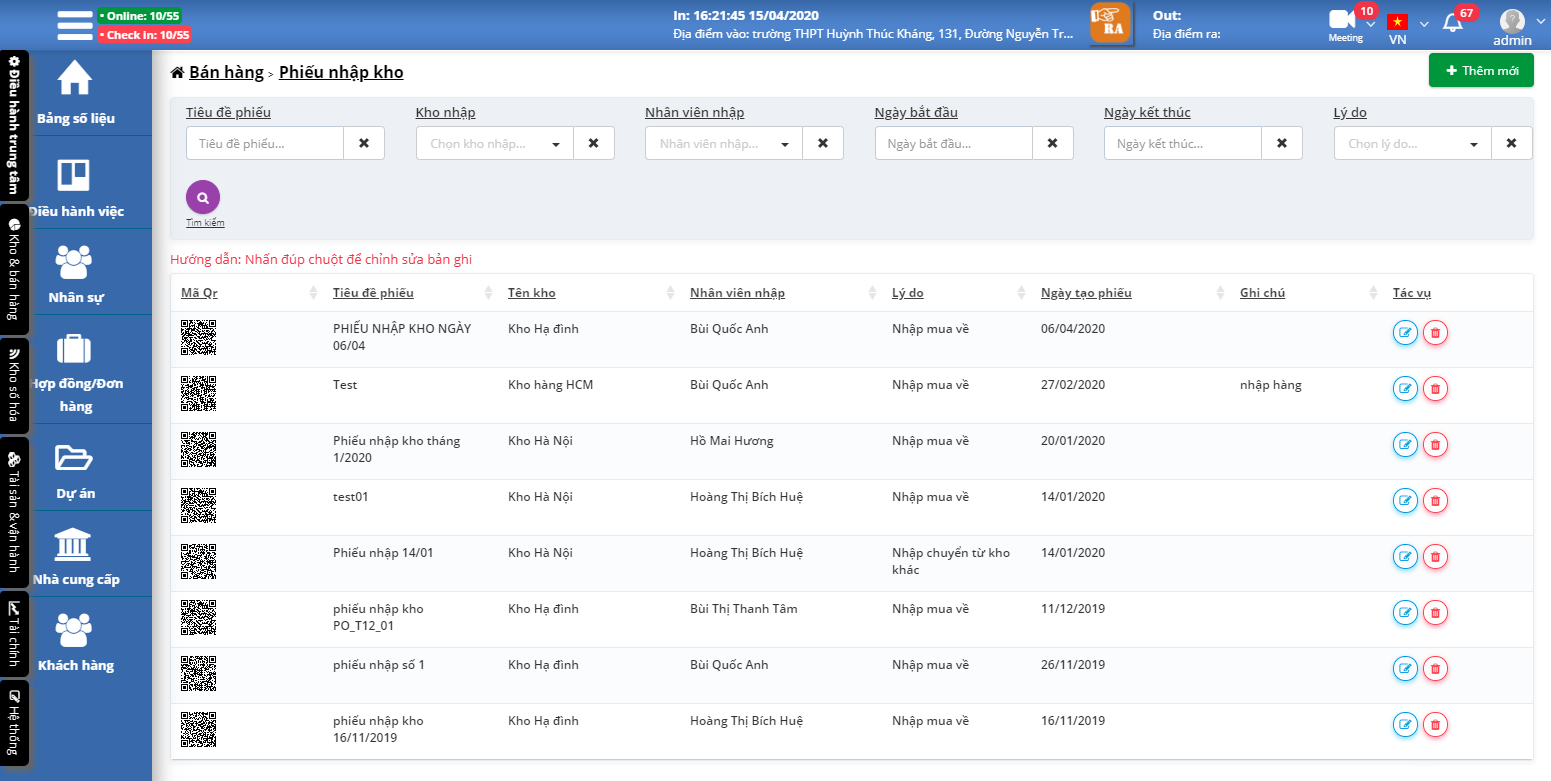 • Online: 10/55
• Check In: 10/55
In: 16:21:45 15/04/2020
Địa điểm vào: trường THPT Huỳnh Thúc Kháng, 131, Đường Nguyễn Tr...
RA
Out:
Địa điểm ra:
Meeting
10
VN
67
admin
Điều hành trung tâm
Kho & bán hàng
Kho số hóa
Tài sản & vận hành
Tài chính
Hệ thống
Bảng số liệu
Điều hành việc
Nhân sự
Hợp đồng/Đơn
hàng
Dự án
Nhà cung cấp
Khách hàng
Bán hàng > Phiếu nhập kho
Thêm mới
Tiêu đề phiếu Kho nhập Nhân viên nhập Ngày bắt đầu Ngày kết thúc Lý do
Tiêu đề phiếu... Chọn kho nhập... Nhân viên nhập... Ngày bắt đầu... Ngày kết thúc... Chọn lý do...
Tìm kiếm
Hướng dẫn: Nhấn đúp chuột để chỉnh sửa bản ghi
Mã Qr Tiêu đề phiếu Tên kho Nhân viên nhập Lý do Ngày tạo phiếu Ghi chú Tác vụ
PHIẾU NHẬP KHO NGÀY Kho Hạ đình Bùi Quốc Anh Nhập mua về 06/04/2020
06/04
Test Kho hàng HCM Bùi Quốc Anh Nhập mua về 27/02/2020 nhập hàng
Phiếu nhập kho tháng Kho Hà Nội Hồ Mai Hương Nhập mua về 20/01/2020
1/2020
test01 Kho Hà Nội Hoàng Thị Bích Huệ Nhập mua về 14/01/2020
Phiếu nhập 14/01 Kho Hà Nội Hoàng Thị Bích Huệ Nhập chuyển từ kho 14/01/2020
khác
phiếu nhập kho Kho Hạ đình Bùi Thị Thanh Tâm Nhập mua về 11/12/2019
PO_T12_01
phiếu nhập số 1 Kho Hạ đình Bùi Quốc Anh Nhập mua về 26/11/2019
phiếu nhập kho Kho Hạ đình Hoàng Thị Bích Huệ Nhập mua về 16/11/2019
16/11/2019